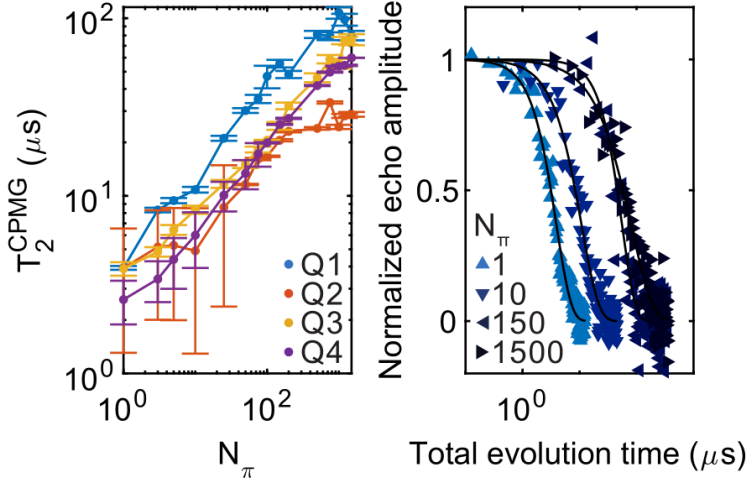 10²
10¹
10⁰
T₂^CPMG (μs)
Q1
Q2
Q3
Q4
10⁰
10²
N_π
Normalized echo amplitude
1
0.5
0
N_π
1
10
150
1500
10⁰
Total evolution time (μs)